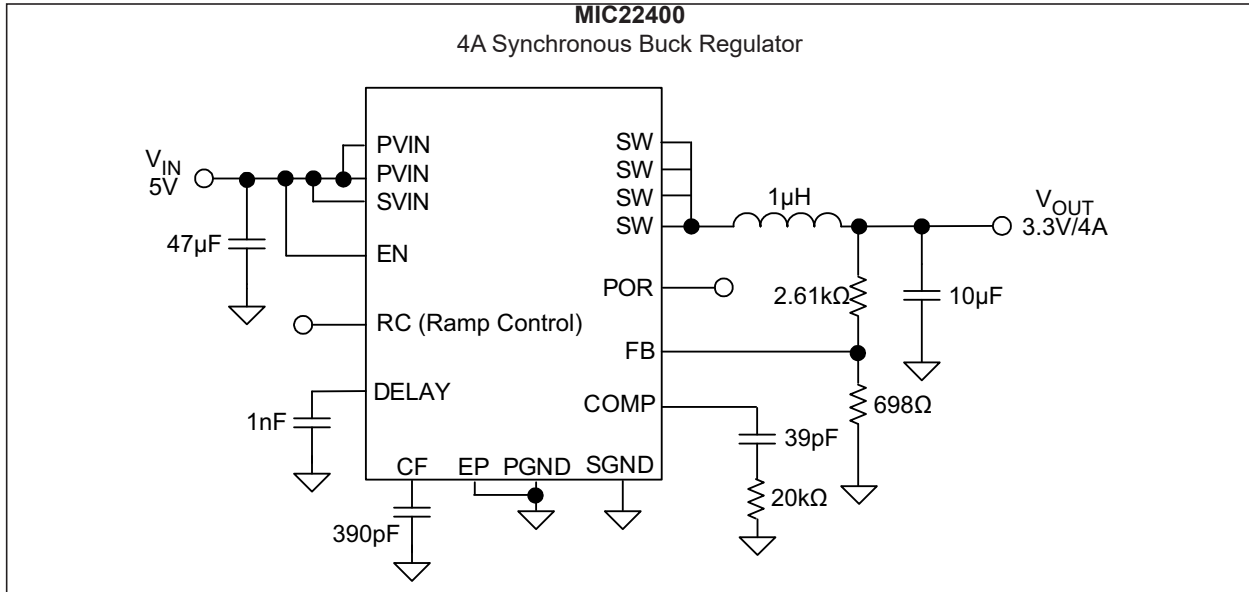 MIC22400
4A Synchronous Buck Regulator
PVIN
PVIN
SVIN
EN
RC (Ramp Control)
DELAY
CF
EP
PGND
SGND
SW
SW
SW
SW
POR
FB
COMP
VIN
5V
47µF
1nF
390pF
1µH
VOUT
3.3V/4A
2.61kΩ
10µF
698Ω
39pF
20kΩ